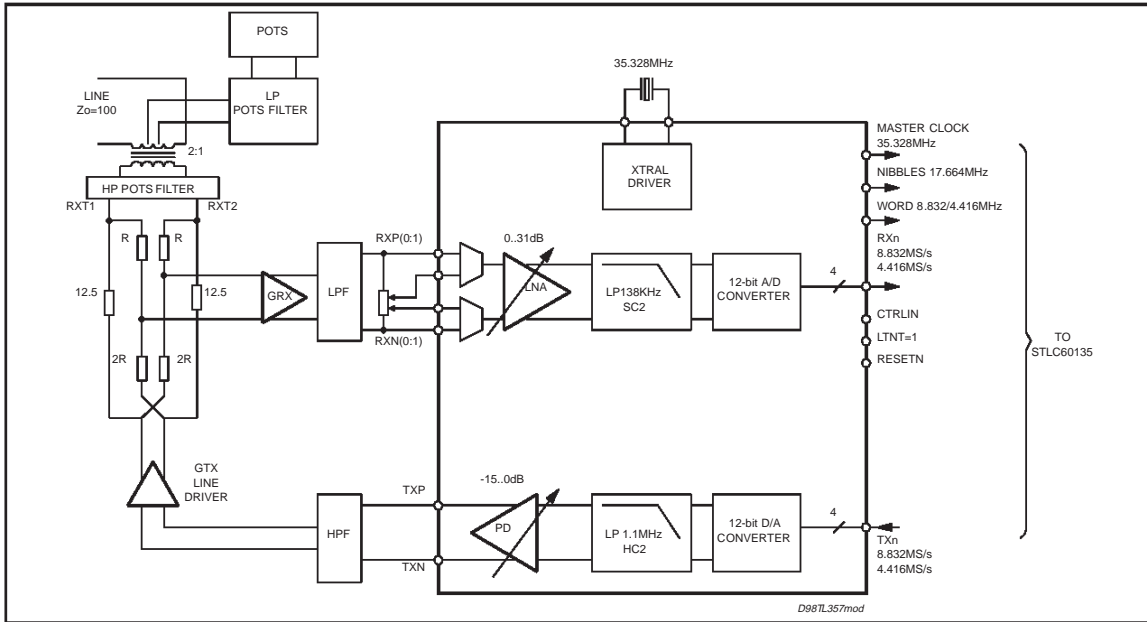 POTS
35.328MHz
LINE
Zo=100
LP
POTS FILTER
2:1
HP POTS FILTER
RXT1
RXT2
XTRAL
DRIVER
MASTER CLOCK
35.328MHz
NIBBLES 17.664MHz
WORD 8.832/4.416MHz
R
R
RXP(0:1)
0..31dB
RXn
8.832MS/s
4.416MS/s
12.5
12.5
GRX
LPF
LNA
LP138KHz
SC2
12-bit A/D
CONVERTER
4
CTRLIN
RXN(0:1)
LTNT=1
RESETN
TO
STLC60135
2R
2R
GTX
LINE
DRIVER
TXP
-15..0dB
HPF
PD
LP 1.1MHz
HC2
12-bit D/A
CONVERTER
4
TXN
TXn
8.832MS/s
4.416MS/s
D98TL357mod